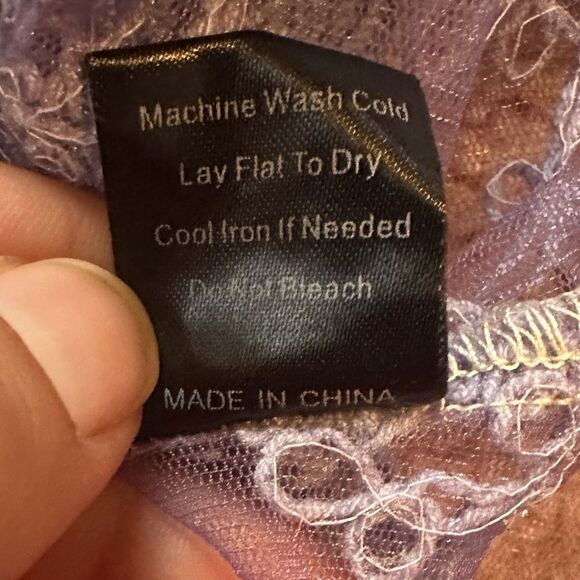 Machine Wash Cold
Lay Flat To Dry
Cool Iron If Needed
Do Not Bleach
MADE IN CHINA